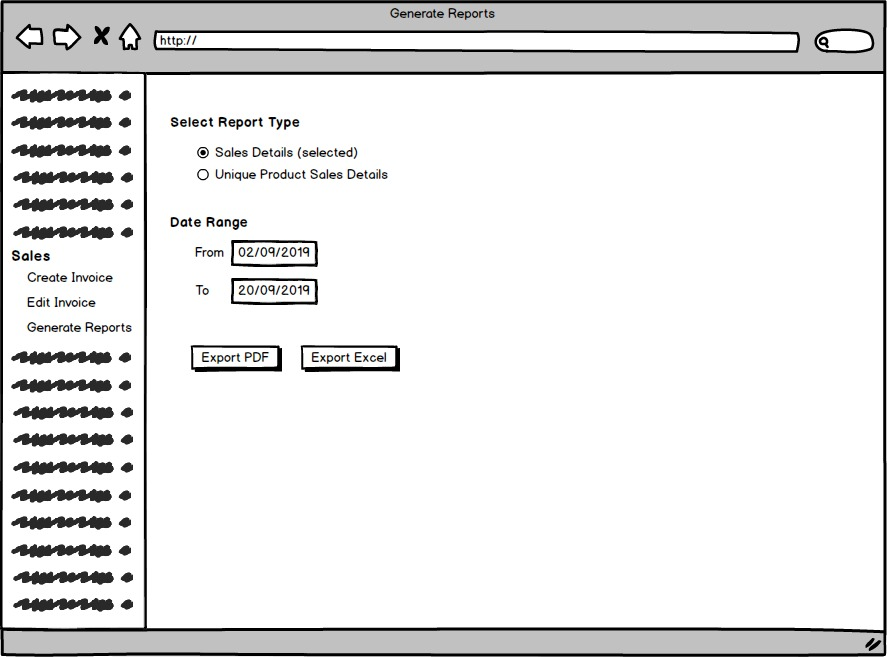 Generate Reports
http://
Select Report Type
Sales Details (selected)
Unique Product Sales Details
Date Range
From 02/09/2019
To 20/09/2019
Export PDF Export Excel
Sales
Create Invoice
Edit Invoice
Generate Reports